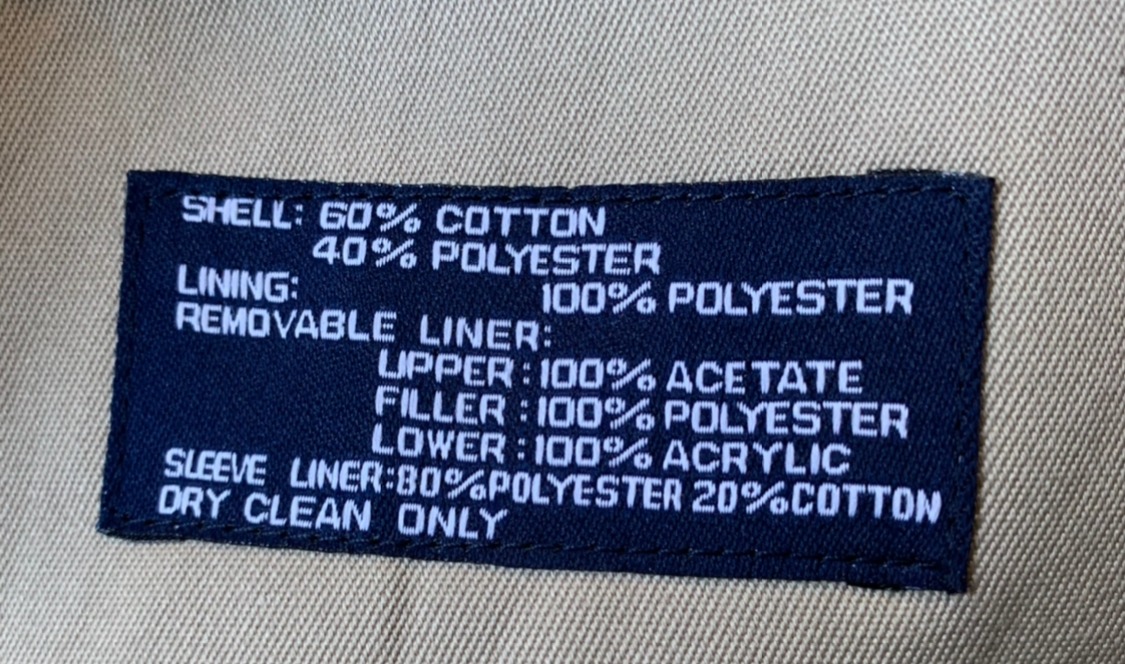 SHELL: 60% COTTON
40% POLYESTER
LINING: 100% POLYESTER
REMOVABLE LINER:
UPPER:100% ACETATE
FILLER:100% POLYESTER
LOWER:100% ACRYLIC
SLEEVE LINER:80%POLYESTER 20%COTTON
DRY CLEAN ONLY